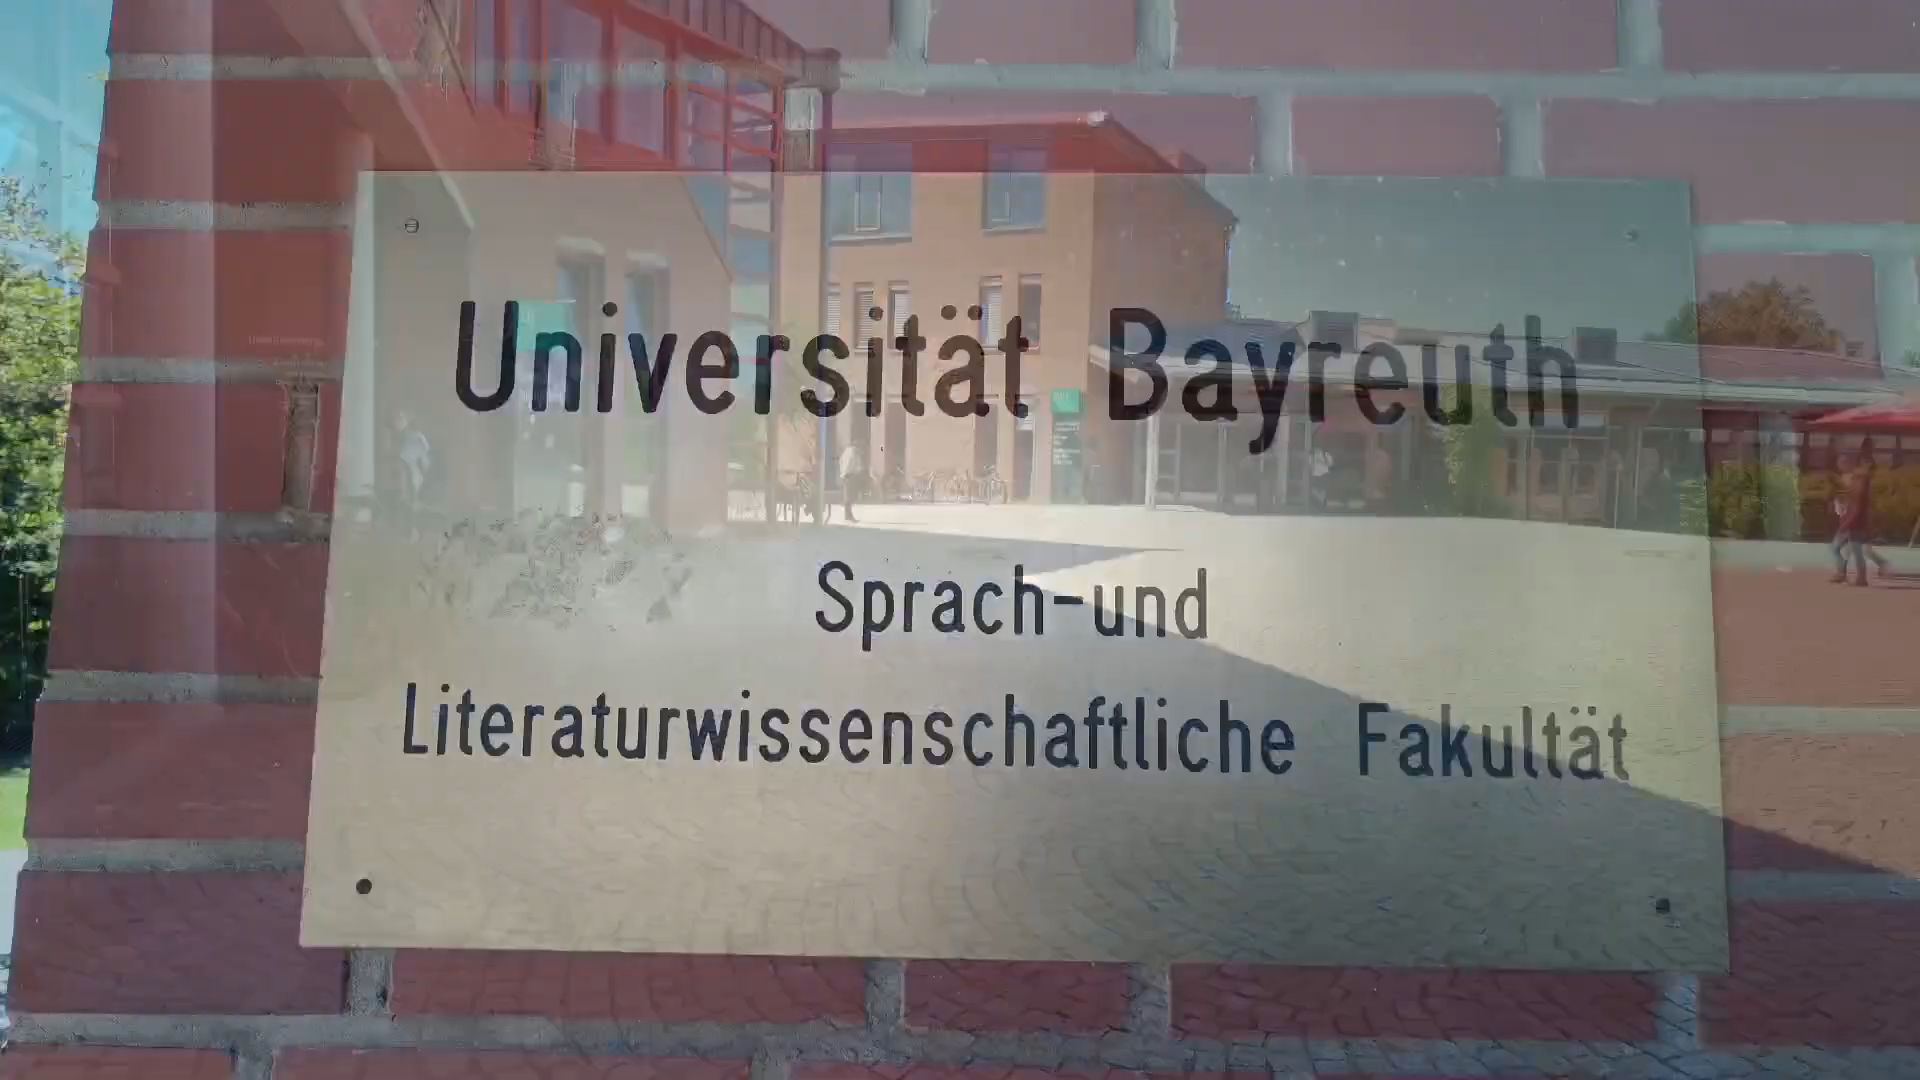 Universität Bayreuth
Sprach-und
Literaturwissenschaftliche Fakultät